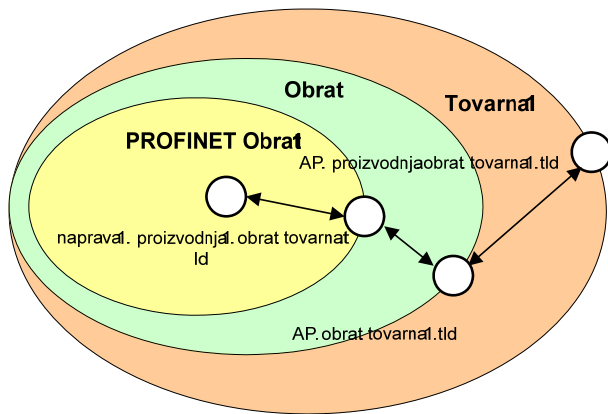 Obrat
Tovarna1
PROFINET Obrat1
AP. proizvodnjaobrat tovarna1.tld
naprava1. proizvodnja1. obrat tovarnat
ld
AP. obrat tovarna1.tld